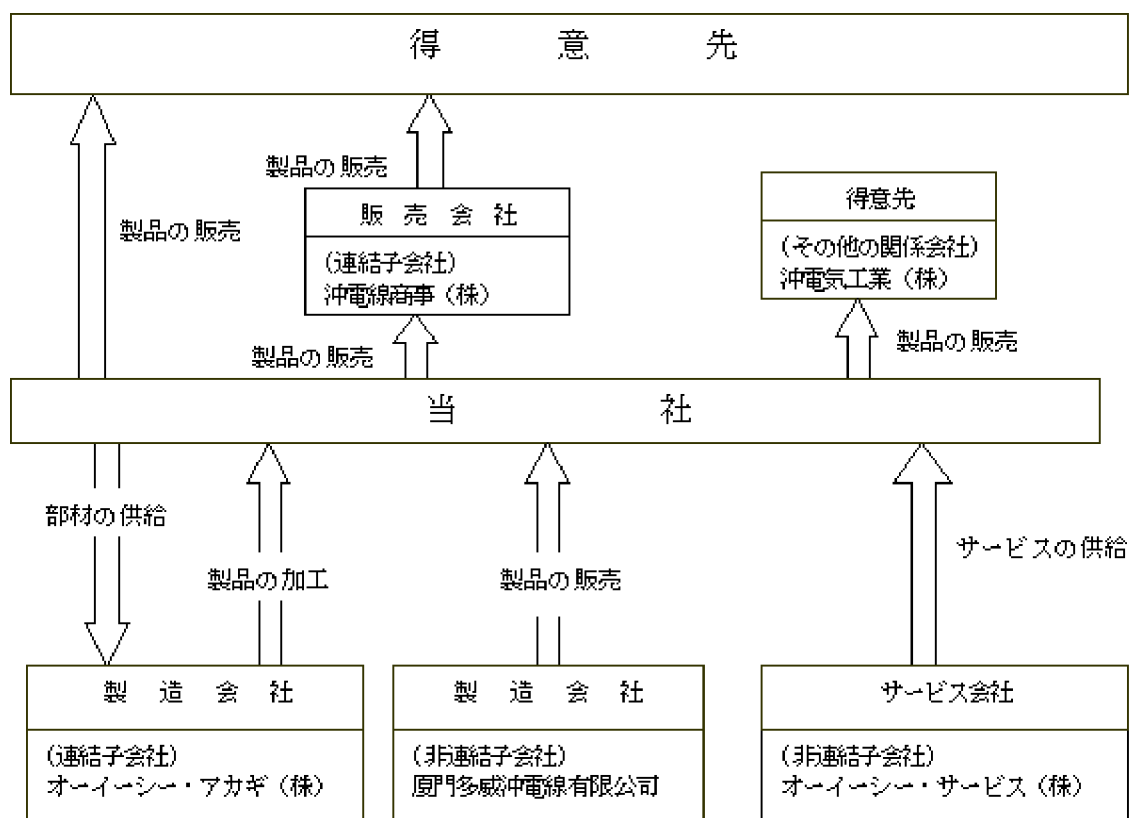 得意先
製品の販売
製品の販売
販売会社
(連結子会社)
沖電線商事（株）
得意先
(その他の関係会社)
沖電気工業（株）
製品の販売
製品の販売
当社
部材の供給
製品の加工
製品の販売
サービスの供給
製造会社
(連結子会社)
オーイーシー・アカギ（株）
製造会社
(非連結子会社)
厦門多威沖電線有限公司
サービス会社
(非連結子会社)
オーイーシー・サービス（株）